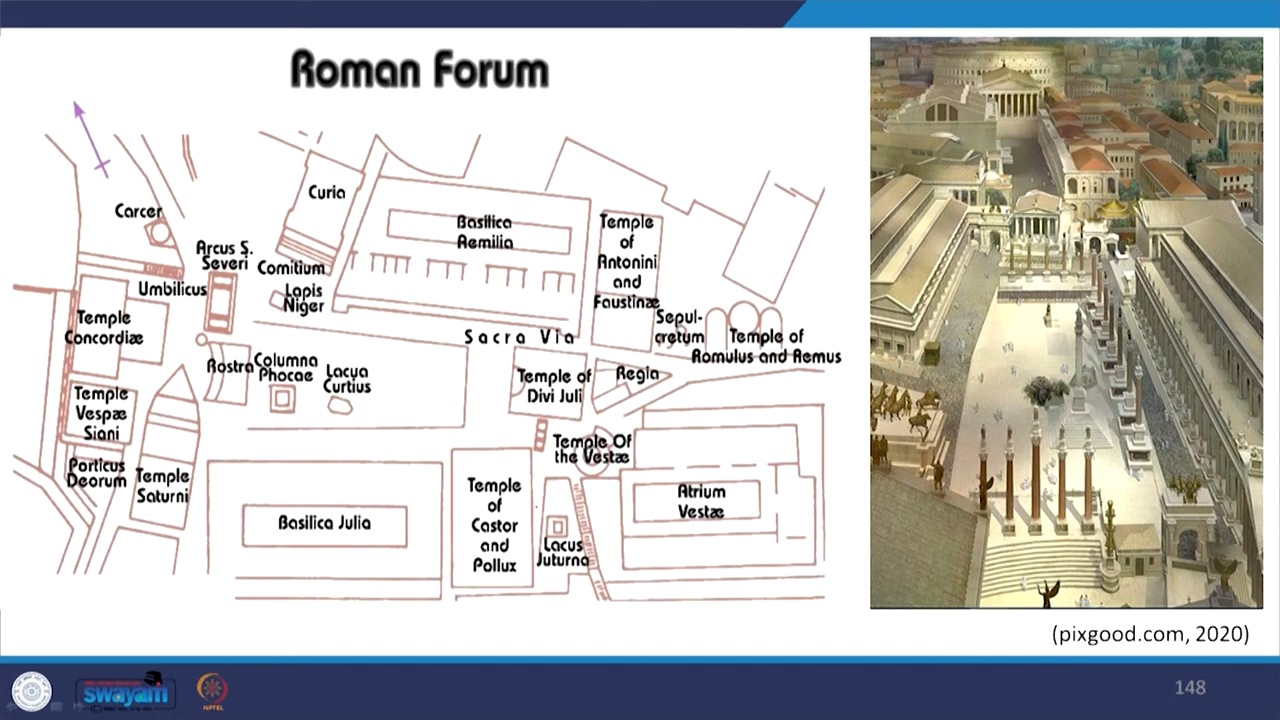 Roman Forum
Carcer
Curia
Basilica
Aemilia
Temple
of
Antonini
and
Faustinæ
Arcus S.
Severi
Comitium
Umbilicus
Lapis
Niger
Temple
Concordiæ
Sacra Via
Sepul-
cretum
Temple of
Romulus and Remus
Rostra
Columna
Phocae
Lacua
Curtius
Temple of
Divi Juli
Regia
Temple
Vespæ
Siani
Temple Of
the Vestæ
Porticus
Deorum
Temple
Saturni
Basilica Julia
Temple
of
Castor
and
Pollux
Atrium
Vestæ
Lacus
Juturna
(pixgood.com, 2020)
swayam
NPTEL
148